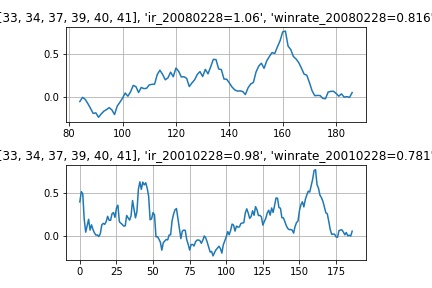 [33, 34, 37, 39, 40, 41], 'ir_20080228=1.06', 'winrate_20080228=0.816'
0.5
0.0
80 100 120 140 160 180
[33, 34, 37, 39, 40, 41], 'ir_20010228=0.98', 'winrate_20010228=0.781'
0.5
0.0
0 25 50 75 100 125 150 175